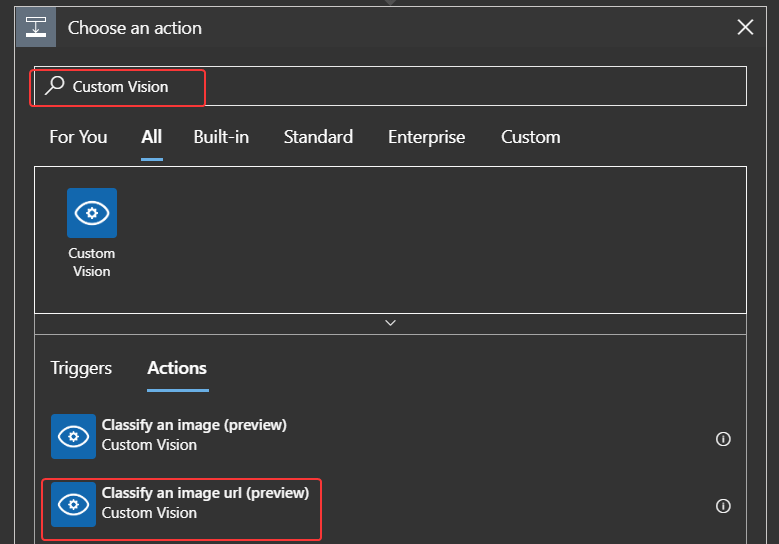 Choose an action
Custom Vision
For You All Built-in Standard Enterprise Custom
Custom
Vision
Triggers Actions
Classify an image (preview)
Custom Vision
Classify an image url (preview)
Custom Vision